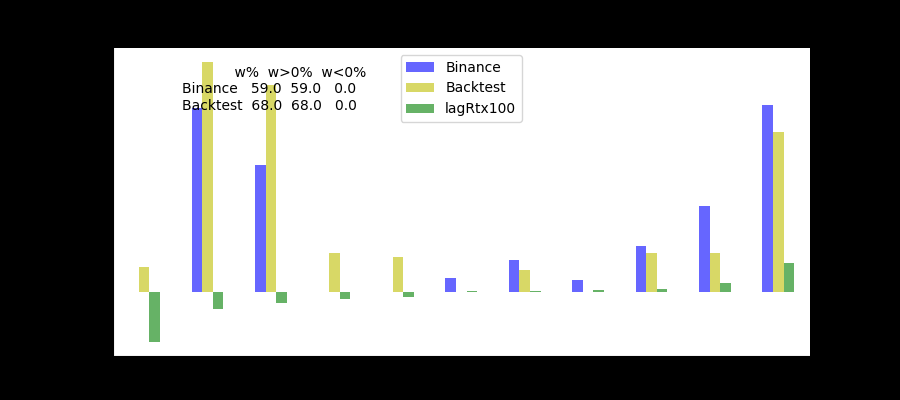 w%  w>0%  w<0%
Binance  59.0  59.0  0.0
Backtest  68.0  68.0  0.0
Binance
Backtest
lagRtx100